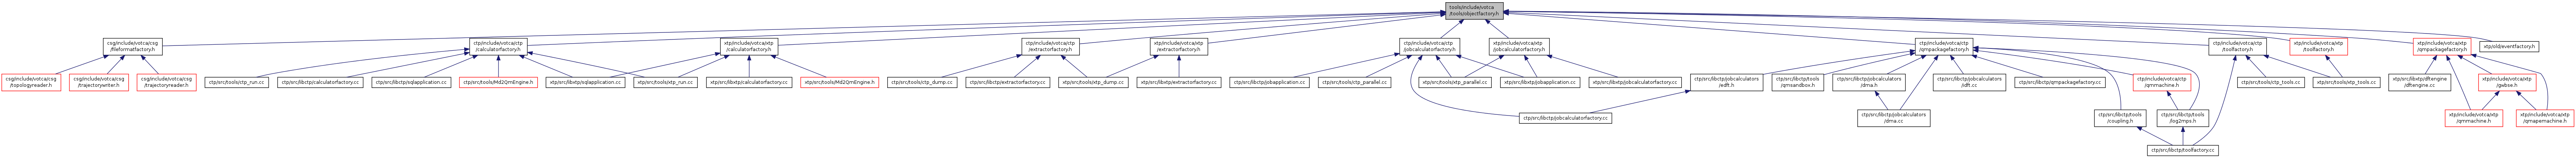 tools/include/votca
/tools/objectfactory.h
csg/include/votca/csg
/fileformatfactory.h
ctp/include/votca/ctp
/calculatorfactory.h
xtp/include/votca/xtp
/calculatorfactory.h
ctp/include/votca/ctp
/extractorfactory.h
xtp/include/votca/xtp
/extractorfactory.h
ctp/include/votca/ctp
/jobcalculatorfactory.h
xtp/include/votca/xtp
/jobcalculatorfactory.h
ctp/include/votca/ctp
/qmpackagefactory.h
ctp/include/votca/ctp
/toolfactory.h
xtp/include/votca/xtp
/toolfactory.h
xtp/include/votca/xtp
/qmpackagefactory.h
xtp/old/eventfactory.h
csg/include/votca/csg
/topologyreader.h
csg/include/votca/csg
/trajectorywriter.h
csg/include/votca/csg
/trajectoryreader.h
ctp/src/tools/ctp_run.cc
ctp/src/libctp/calculatorfactory.cc
ctp/src/libctp/sqlapplication.cc
ctp/src/tools/Md2QmEngine.h
xtp/src/libxtp/sqlapplication.cc
xtp/src/tools/xtp_run.cc
xtp/src/libxtp/calculatorfactory.cc
xtp/src/tools/Md2QmEngine.h
ctp/src/tools/ctp_dump.cc
ctp/src/libctp/extractorfactory.cc
xtp/src/tools/xtp_dump.cc
xtp/src/libxtp/extractorfactory.cc
ctp/src/libctp/jobapplication.cc
ctp/src/tools/ctp_parallel.cc
xtp/src/tools/xtp_parallel.cc
xtp/src/libxtp/jobapplication.cc
xtp/src/libxtp/jobcalculatorfactory.cc
ctp/src/libctp/jobcalculators
/edft.h
ctp/src/libctp/tools
/qmsandbox.h
ctp/src/libctp/jobcalculators
/dma.h
ctp/src/libctp/jobcalculators
/idft.cc
ctp/src/libctp/qmpackagefactory.cc
ctp/include/votca/ctp
/qmmachine.h
ctp/src/tools/ctp_tools.cc
xtp/src/tools/xtp_tools.cc
xtp/src/libxtp/dftengine
/dftengine.cc
xtp/include/votca/xtp
/gwbse.h
ctp/src/libctp/jobcalculatorfactory.cc
ctp/src/libctp/jobcalculators
/dma.cc
ctp/src/libctp/tools
/coupling.h
ctp/src/libctp/tools
/log2mps.h
xtp/include/votca/xtp
/qmmachine.h
xtp/include/votca/xtp
/qmapemachine.h
ctp/src/libctp/toolfactory.cc